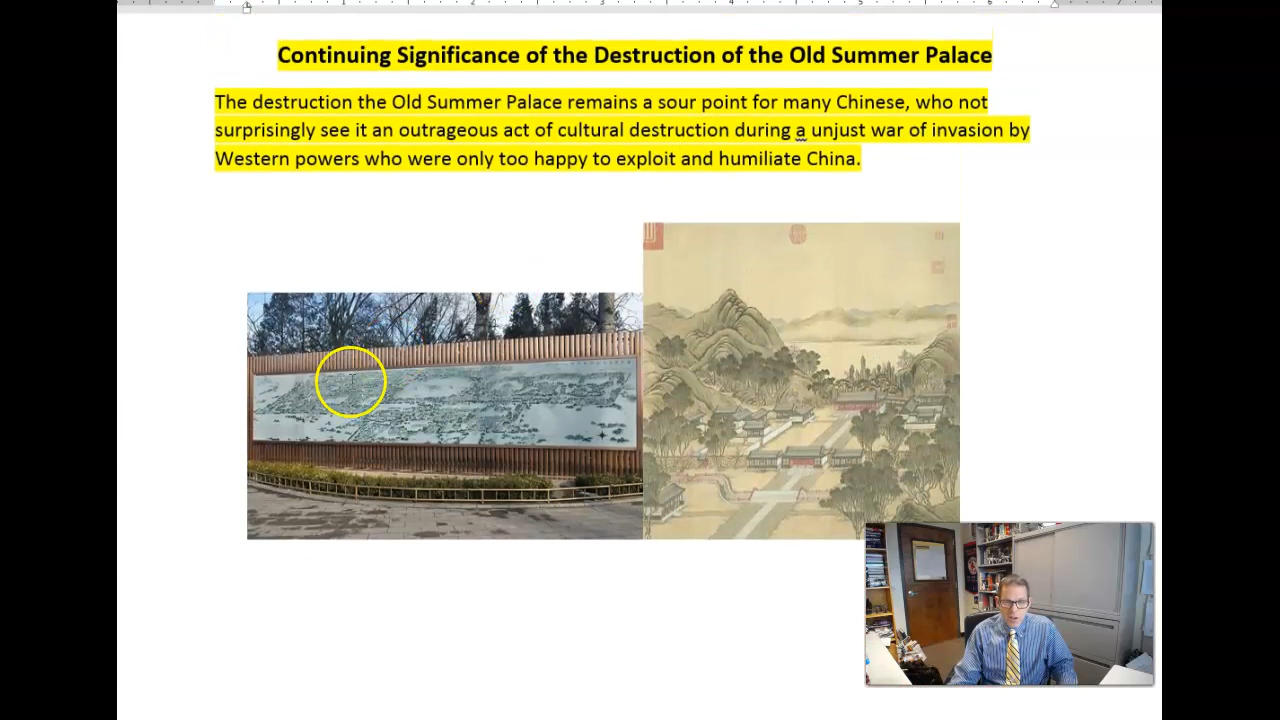 Continuing Significance of the Destruction of the Old Summer Palace
The destruction the Old Summer Palace remains a sour point for many Chinese, who not
surprisingly see it an outrageous act of cultural destruction during a unjust war of invasion by
Western powers who were only too happy to exploit and humiliate China.